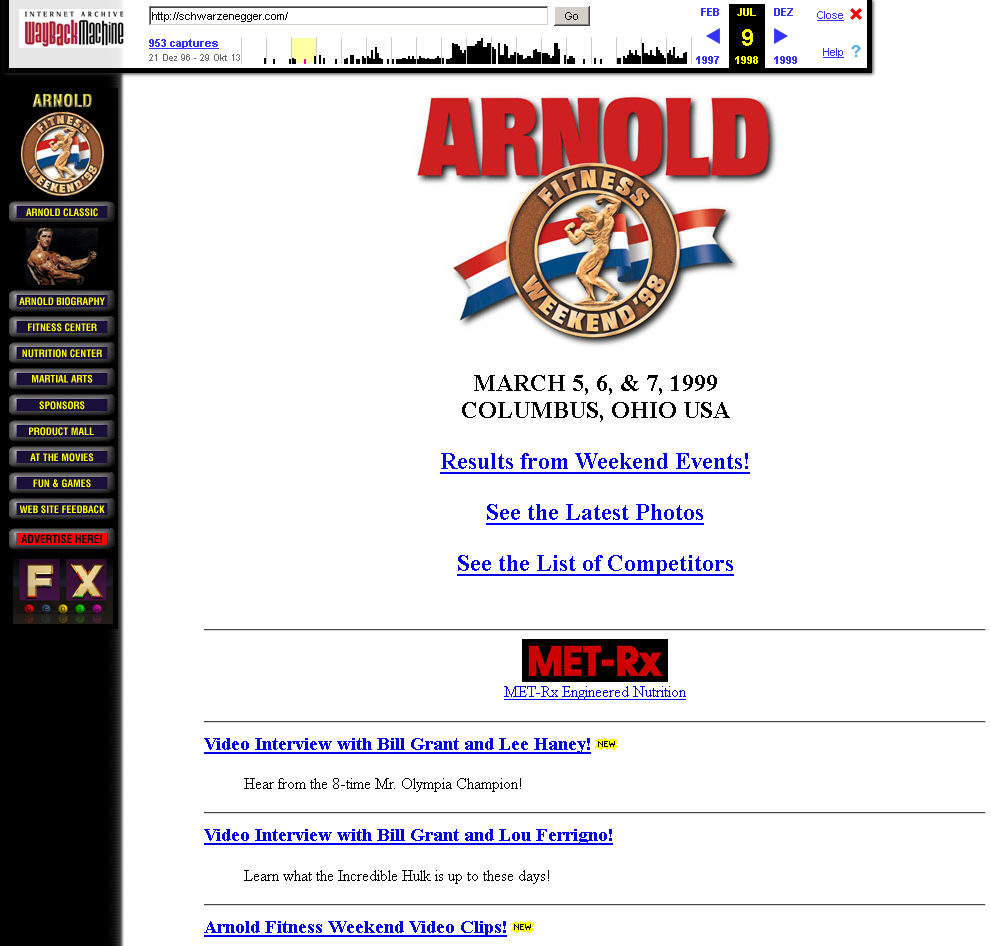 INTERNET ARCHIVE
WayBackMachine
http://schwarzenegger.com/
Go
953 captures
21 Dez 96 - 29 Okt 13
FEB
JUL
DEZ
9
1997
1998
1999
Close
Help ?
ARNOLD
FITNESS
WEEKEND '98
ARNOLD CLASSIC
ARNOLD BIOGRAPHY
FITNESS CENTER
NUTRITION CENTER
MARTIAL ARTS
SPONSORS
PRODUCT MALL
AT THE MOVIES
FUN & GAMES
WEB SITE FEEDBACK
ADVERTISE HERE!
FX
ARNOLD
FITNESS
WEEKEND '98
MARCH 5, 6, & 7, 1999
COLUMBUS, OHIO USA
Results from Weekend Events!
See the Latest Photos
See the List of Competitors
MET-Rx
MET-Rx Engineered Nutrition
Video Interview with Bill Grant and Lee Haney! NEW
Hear from the 8-time Mr. Olympia Champion!
Video Interview with Bill Grant and Lou Ferrigno!
Learn what the Incredible Hulk is up to these days!
Arnold Fitness Weekend Video Clips! NEW